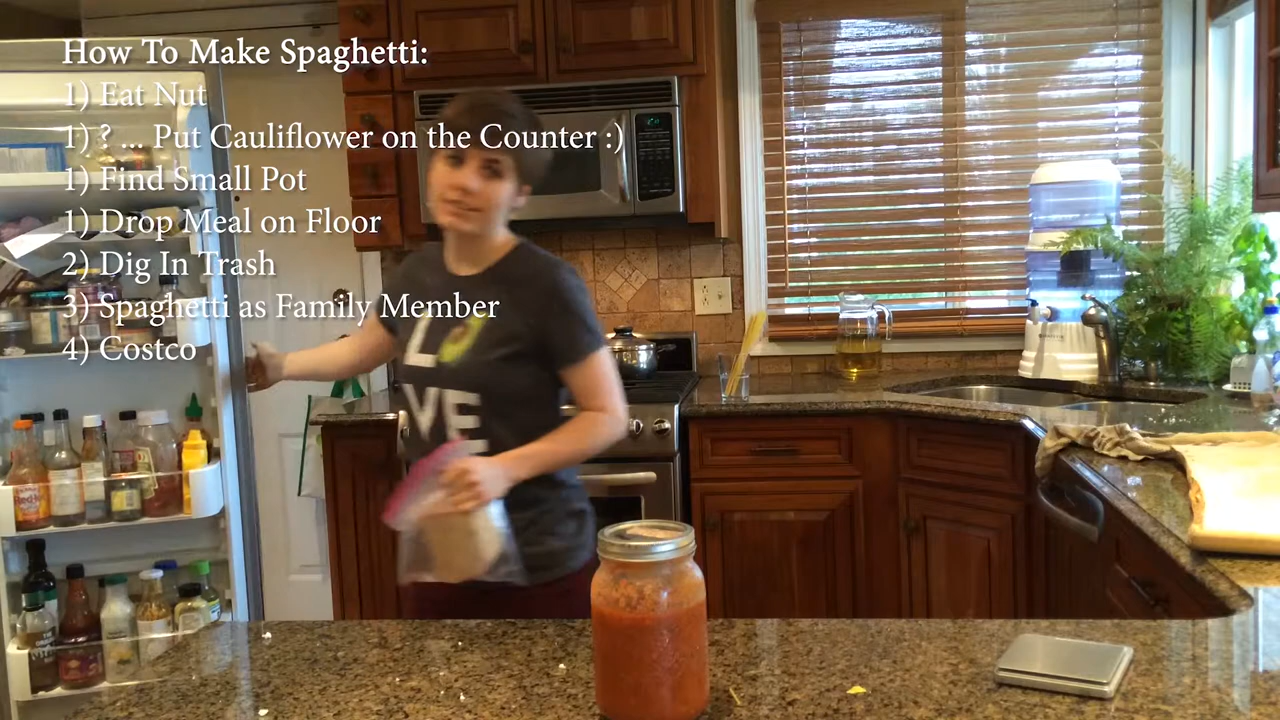 How To Make Spaghetti:
1) Eat Nut
1) ? ... Put Cauliflower on the Counter :)
1) Find Small Pot
1) Drop Meal on Floor
2) Dig In Trash
3) Spaghetti as Family Member
4) Costco
L
VE